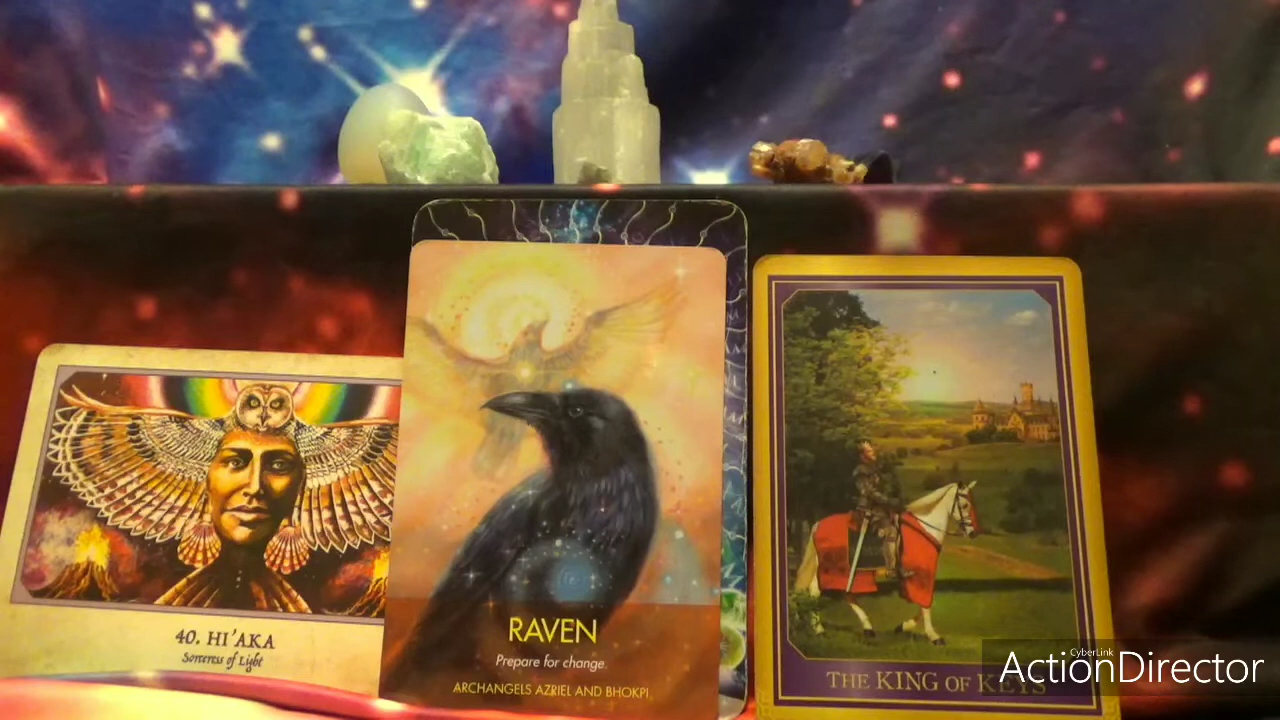 40. HI'AKA
Sorceress of Light
RAVEN
Prepare for change.
ARCHANGELS AZRIEL AND BHOKPI
THE KING OF KEYS
CyberLink
ActionDirector